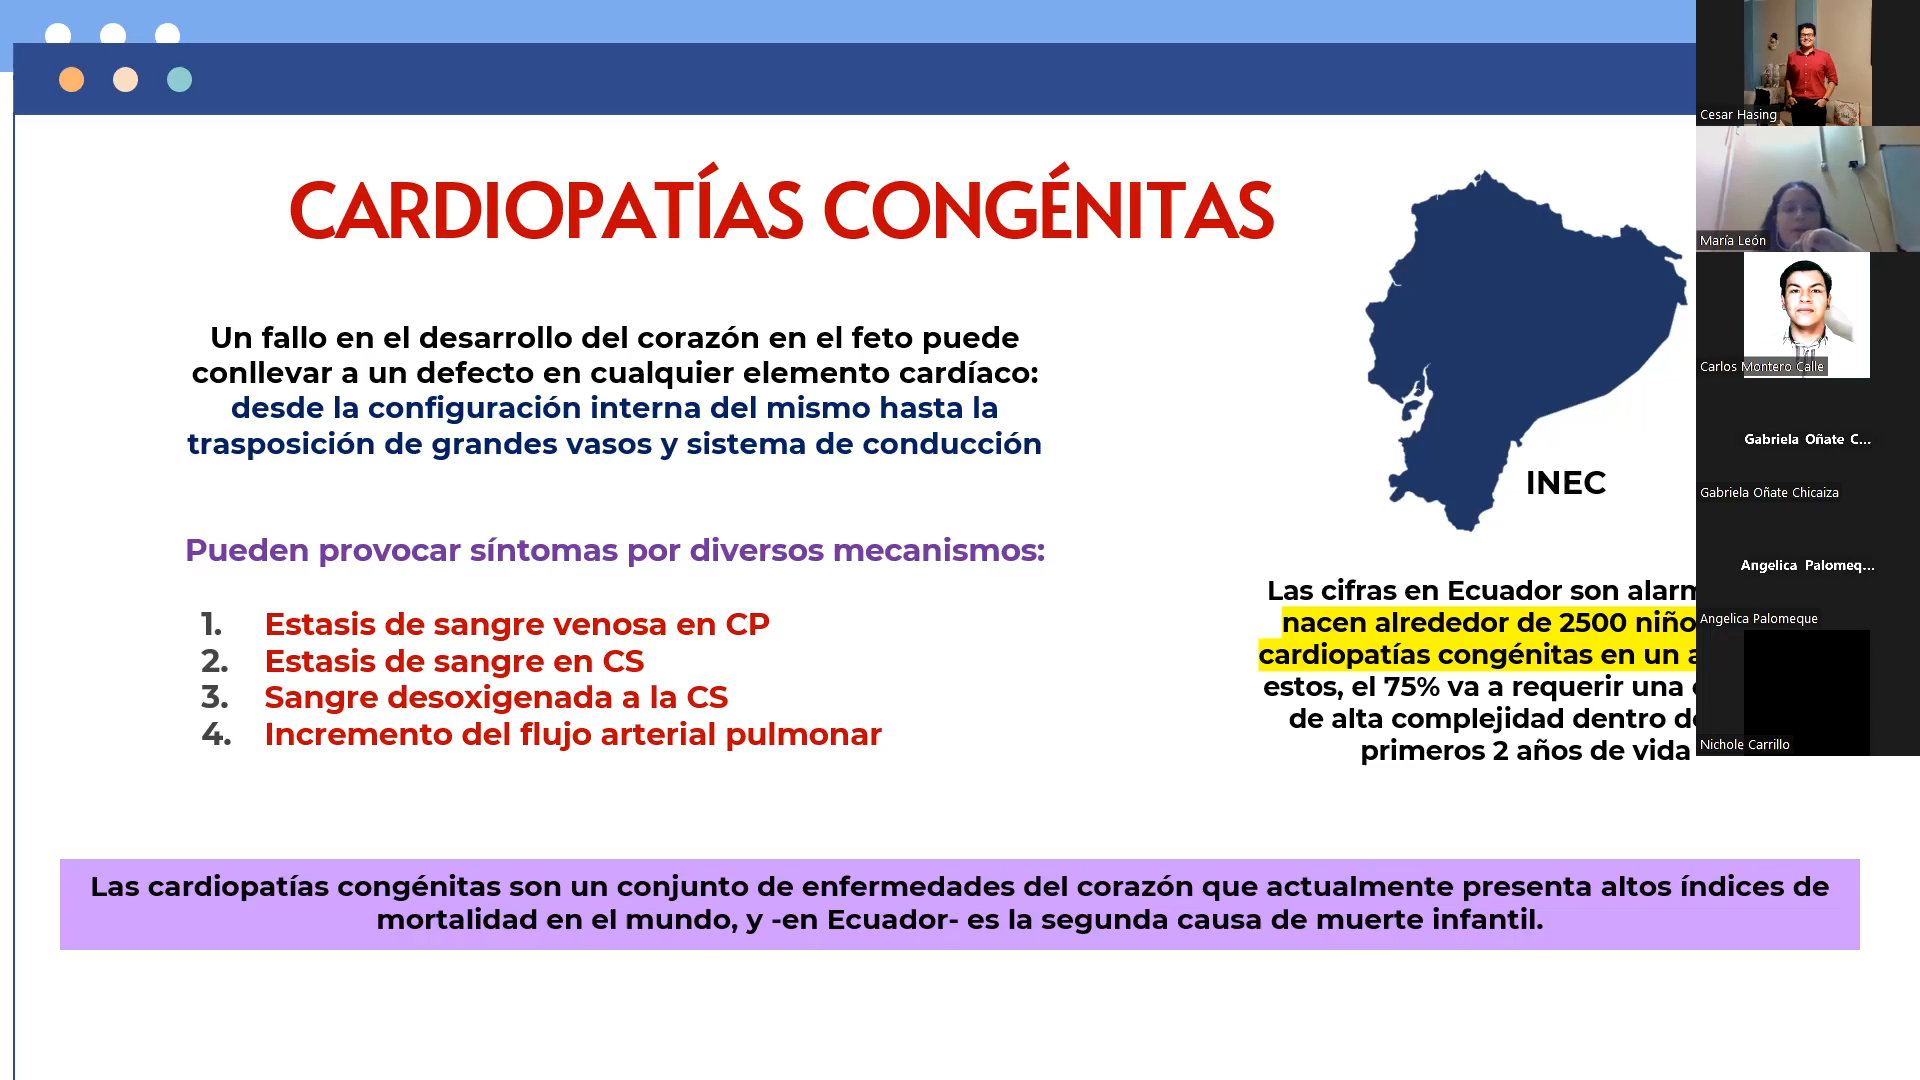 CARDIOPATÍAS CONGÉNITAS
Un fallo en el desarrollo del corazón en el feto puede
conllevar a un defecto en cualquier elemento cardíaco:
desde la configuración interna del mismo hasta la
trasposición de grandes vasos y sistema de conducción
Pueden provocar síntomas por diversos mecanismos:
1. Estasis de sangre venosa en CP
2. Estasis de sangre en CS
3. Sangre desoxigenada a la CS
4. Incremento del flujo arterial pulmonar
INEC
Las cifras en Ecuador son
nacen alrededor de 2500
cardiopatías congénitas en un
estos, el 75% va a requerir una
de alta complejidad dentro
primeros 2 años de vida
Las cardiopatías congénitas son un conjunto de enfermedades del corazón que actualmente presenta altos índices de
mortalidad en el mundo, y -en Ecuador- es la segunda causa de muerte infantil.
Cesar Hasing
María León
Carlos Montero Calle
Gabriela Oñate C...
Gabriela Oñate Chicaiza
Angelica Palomeq...
Angelica Palomeque
Nichole Carrillo